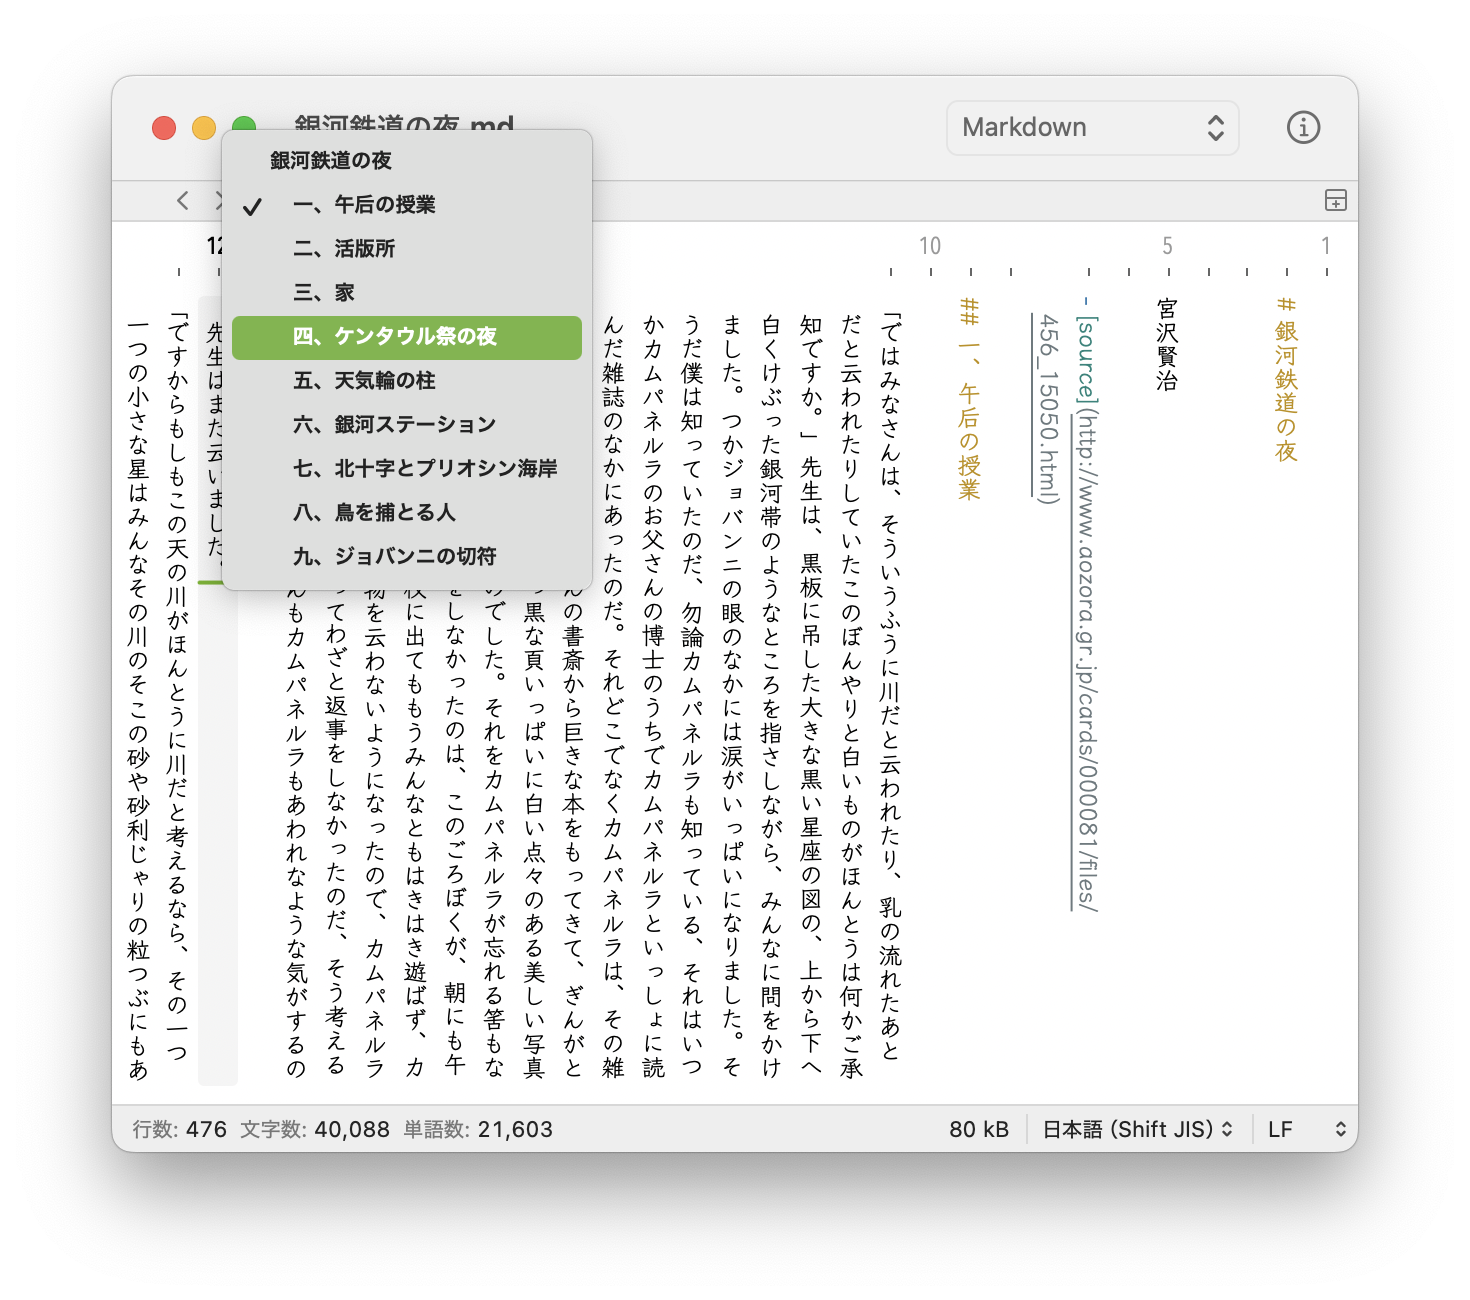 銀河鉄道の夜.md
Markdown
銀河鉄道の夜
一、午后の授業
二、活版所
三、家
四、ケンタウル祭の夜
五、天気輪の柱
六、銀河ステーション
七、北十字とプリオシン海岸
八、鳥を捕とる人
九、ジョバンニの切符
1
5
10
12
# 銀河鉄道の夜
宮沢賢治
- [source](http://www.aozora.gr.jp/cards/000081/files/
456_15050.html)
## 一、午后の授業
「ではみなさんは、そういうふうに川だと云われたり、乳の流れたあと
だと云われたりしていたこのぼんやりと白いものがほんとうは何かご承
知ですか。」先生は、黒板に吊した大きな黒い星座の図の、上から下へ
白くけぶった銀河帯のようなところを指さしながら、みんなに問をかけ
ました。つかジョバンニの眼のなかには涙がいっぱいになりました。そ
うだ僕は知っていたのだ、勿論カムパネルラも知っている、それはいつ
かカムパネルラのお父さんの博士のうちでカムパネルラといっしょに読
んだ雑誌のなかにあったのだ。それどこでなくカムパネルラは、その雑
の書斎から巨きな本をもってきて、ぎんがと
黒な頁いっぱいに白い点々のある美しい写真
でした。それをカムパネルラが忘れる筈もな
しなかったのは、このごろぼくが、朝にも午
に出てももうみんなともはきはき遊ばず、カ
物を云わないようになったので、カムパネルラ
ってわざと返事をしなかったのだ、そう考える
もカムパネルラもあわれなような気がするの
先生はまた云いました。
「ですからもしもこの天の川がほんとうに川だと考えるなら、その一つ
一つの小さな星はみんなその川のそこの砂や砂利じゃりの粒つぶにもあ
行数: 476 文字数: 40,088 単語数: 21,603
80 kB
日本語 (Shift JIS)
LF